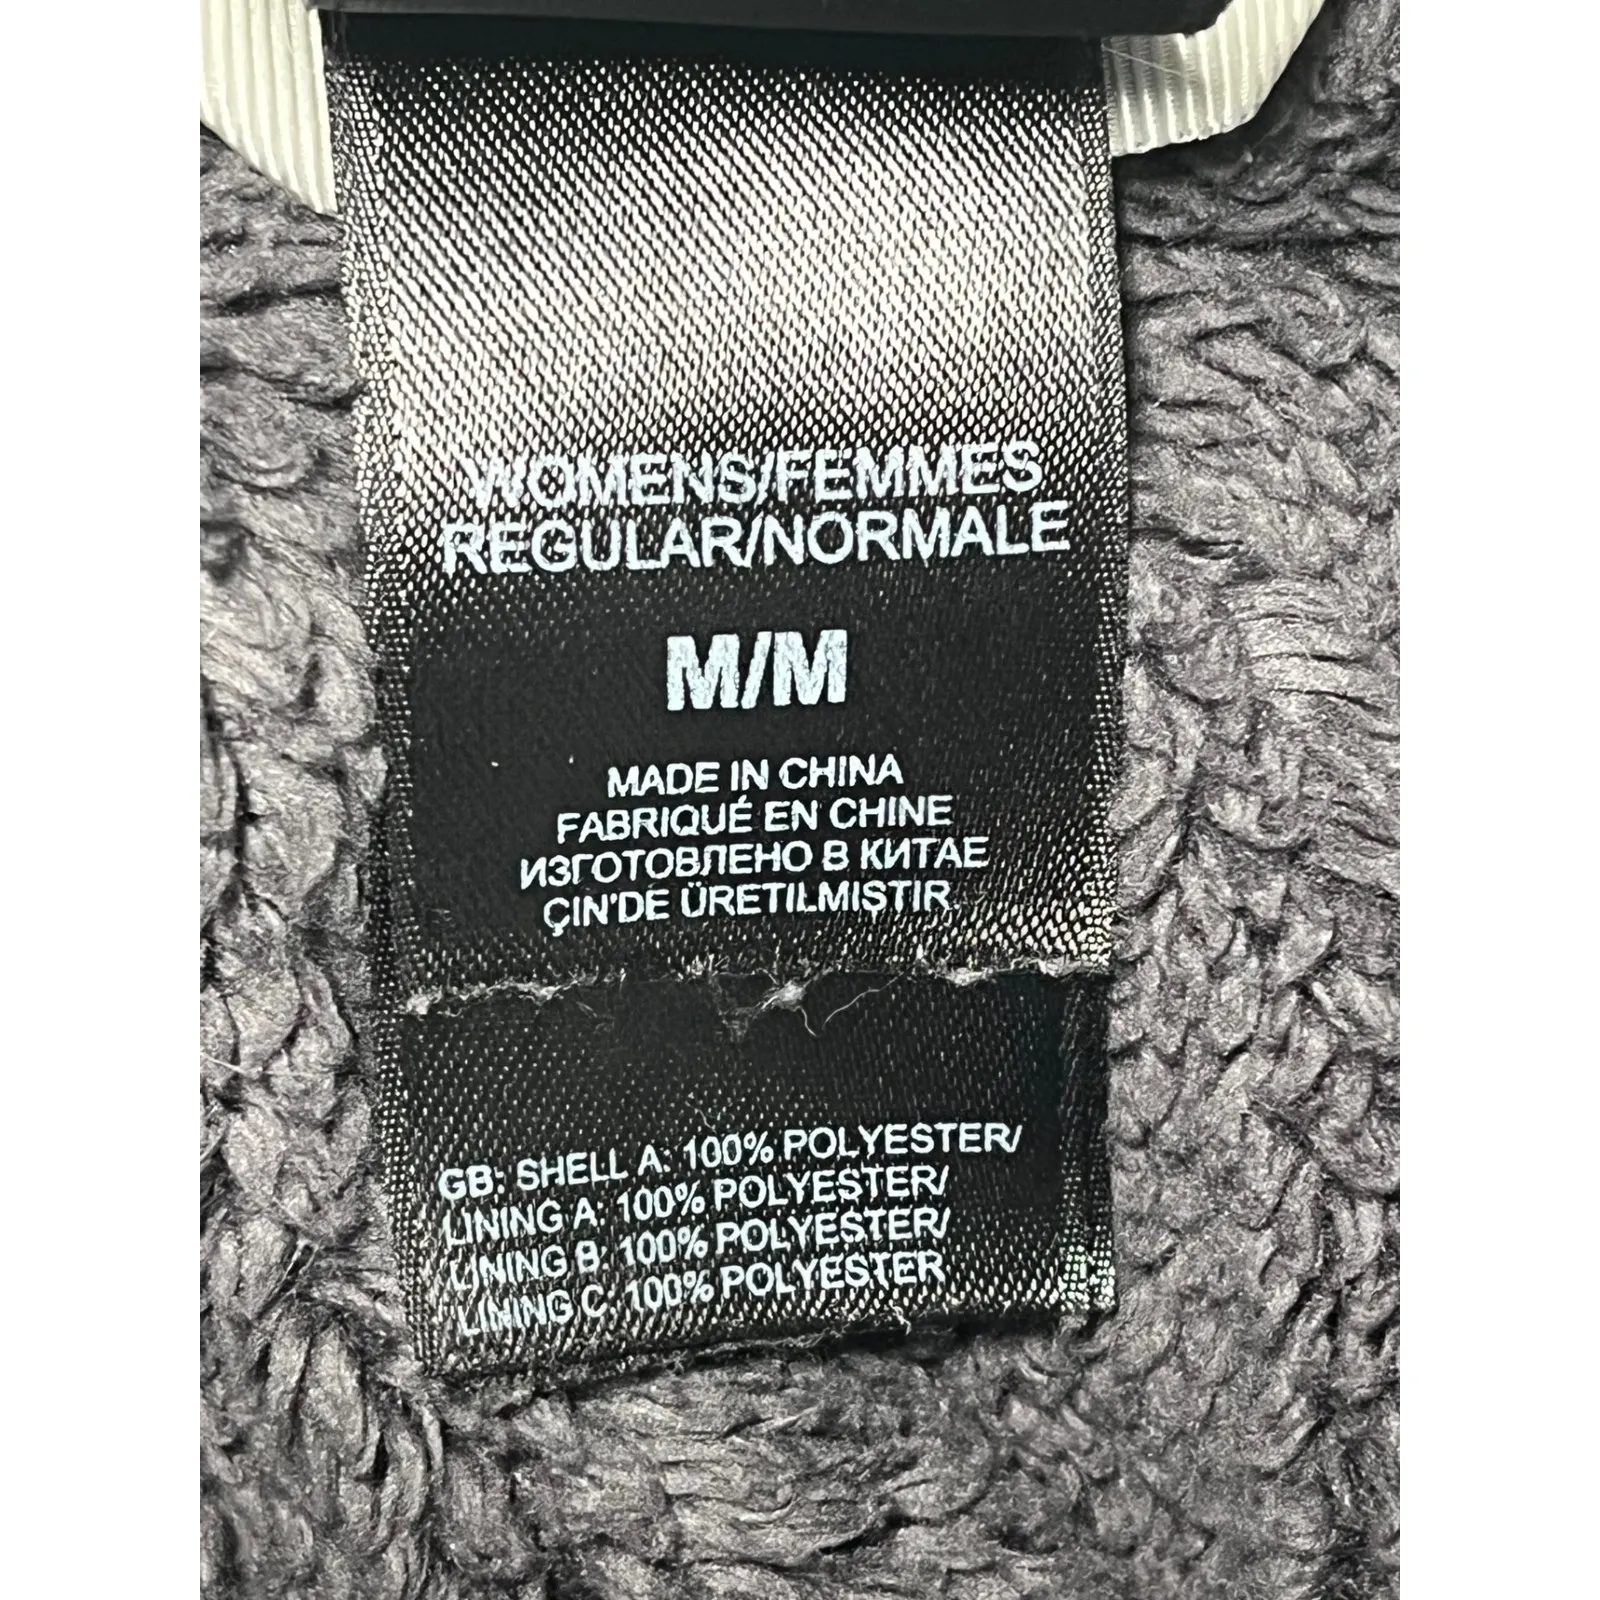 WOMENS/FEMMES
REGULAR/NORMALE
M/M
MADE IN CHINA
FABRIQUÉ EN CHINE
ИЗГОТОВЛЕНО В КИТАЕ
ÇIN'DE ÜRETILMIŞTIR
GB: SHELL A: 100% POLYESTER/
LINING A: 100% POLYESTER/
LINING B: 100% POLYESTER/
LINING C: 100% POLYESTER